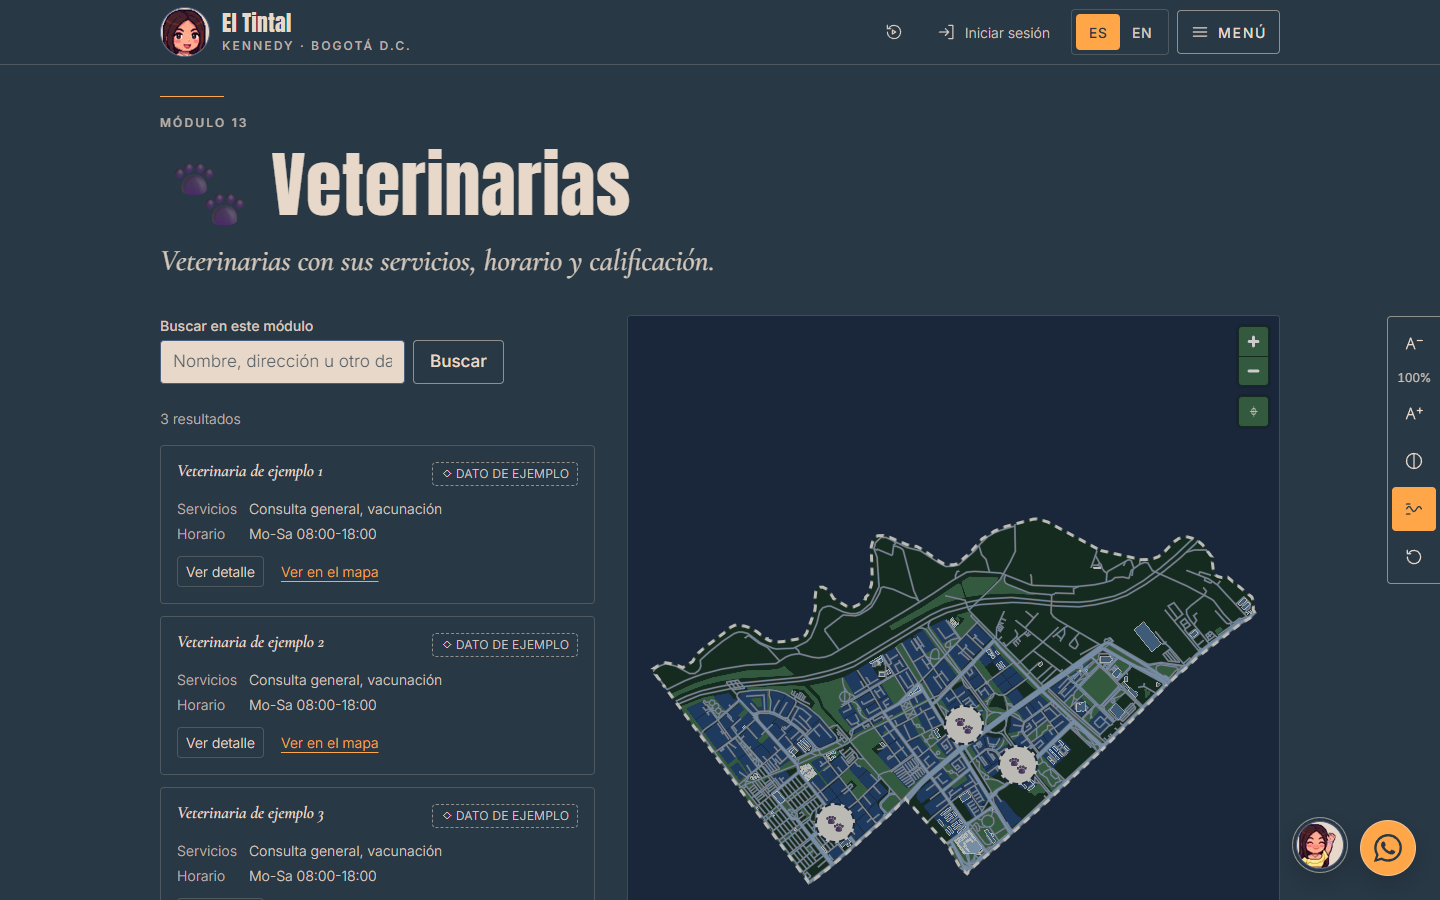 El Tintal
KENNEDY · BOGOTÁ D.C.
Iniciar sesión
ES
EN
MENÚ
MÓDULO 13
Veterinarias
Veterinarias con sus servicios, horario y calificación.
Buscar en este módulo
Nombre, dirección u otro da
Buscar
3 resultados
Veterinaria de ejemplo 1
DATO DE EJEMPLO
Servicios Consulta general, vacunación
Horario Mo-Sa 08:00-18:00
Ver detalle
Ver en el mapa
Veterinaria de ejemplo 2
DATO DE EJEMPLO
Servicios Consulta general, vacunación
Horario Mo-Sa 08:00-18:00
Ver detalle
Ver en el mapa
Veterinaria de ejemplo 3
DATO DE EJEMPLO
Servicios Consulta general, vacunación
Horario Mo-Sa 08:00-18:00
+
−
A−
100%
A+